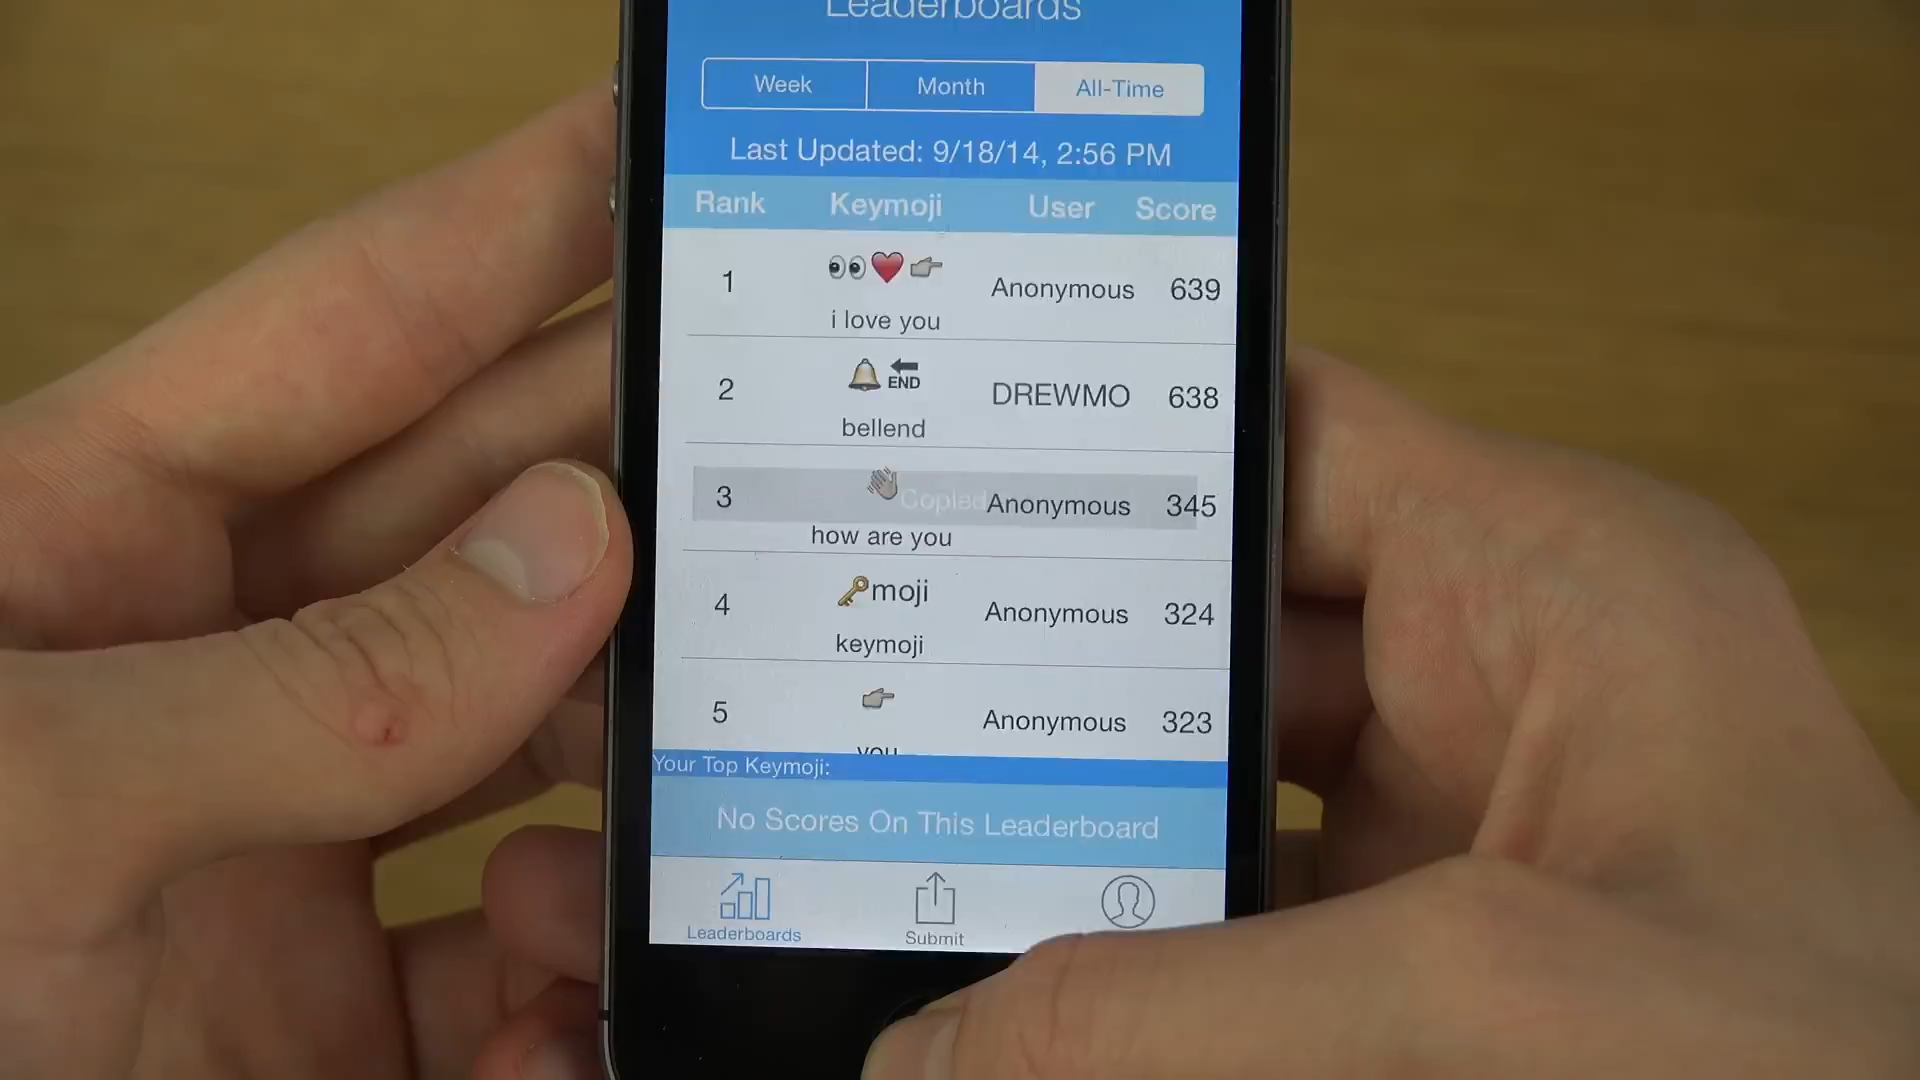 Leaderboards
Week Month All-Time
Last Updated: 9/18/14, 2:56 PM
Rank Keymoji User Score
1 👀❤️👉 Anonymous 639
i love you
2 🔔🔚 DREWMO 638
END
bellend
3 👋 Copied Anonymous 345
how are you
4 🔑moji Anonymous 324
keymoji
5 👉 Anonymous 323
you
Your Top Keymoji:
No Scores On This Leaderboard
Leaderboards Submit